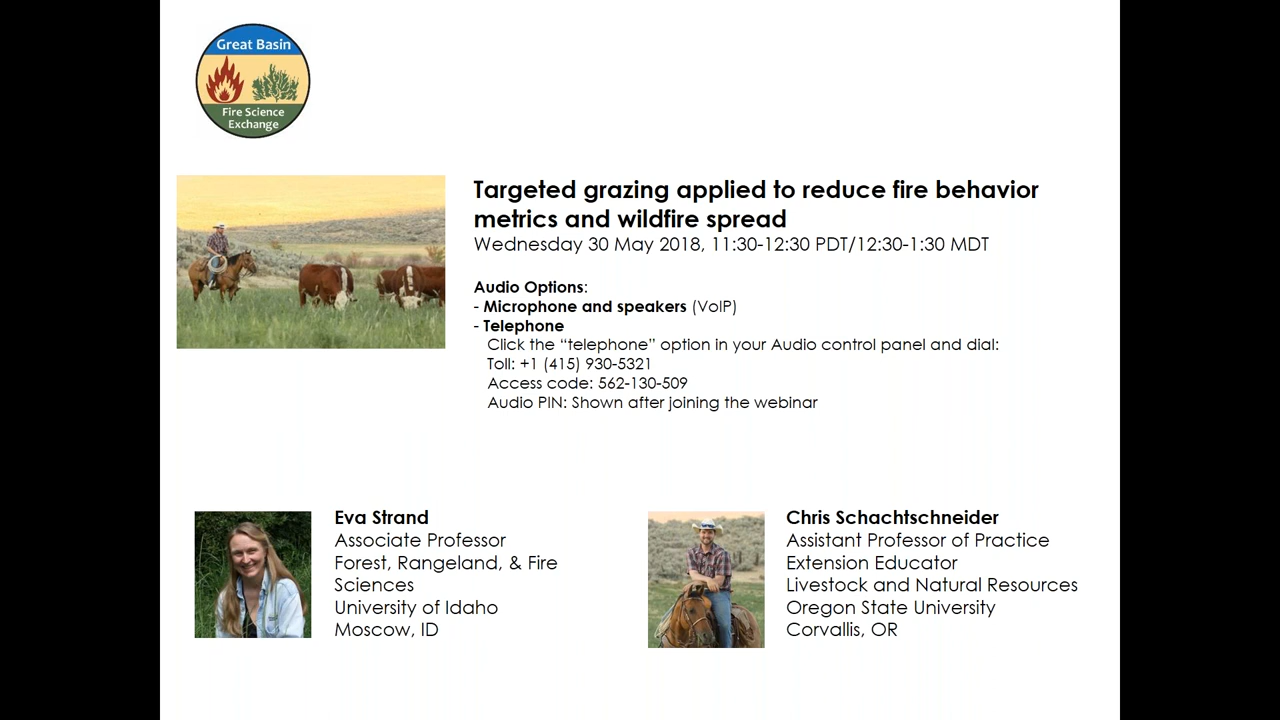 Great Basin
Fire Science
Exchange
Targeted grazing applied to reduce fire behavior
metrics and wildfire spread
Wednesday 30 May 2018, 11:30-12:30 PDT/12:30-1:30 MDT
Audio Options:
- Microphone and speakers (VoIP)
- Telephone
Click the “telephone” option in your Audio control panel and dial:
Toll: +1 (415) 930-5321
Access code: 562-130-509
Audio PIN: Shown after joining the webinar
Eva Strand
Associate Professor
Forest, Rangeland, & Fire
Sciences
University of Idaho
Moscow, ID
Chris Schachtschneider
Assistant Professor of Practice
Extension Educator
Livestock and Natural Resources
Oregon State University
Corvallis, OR